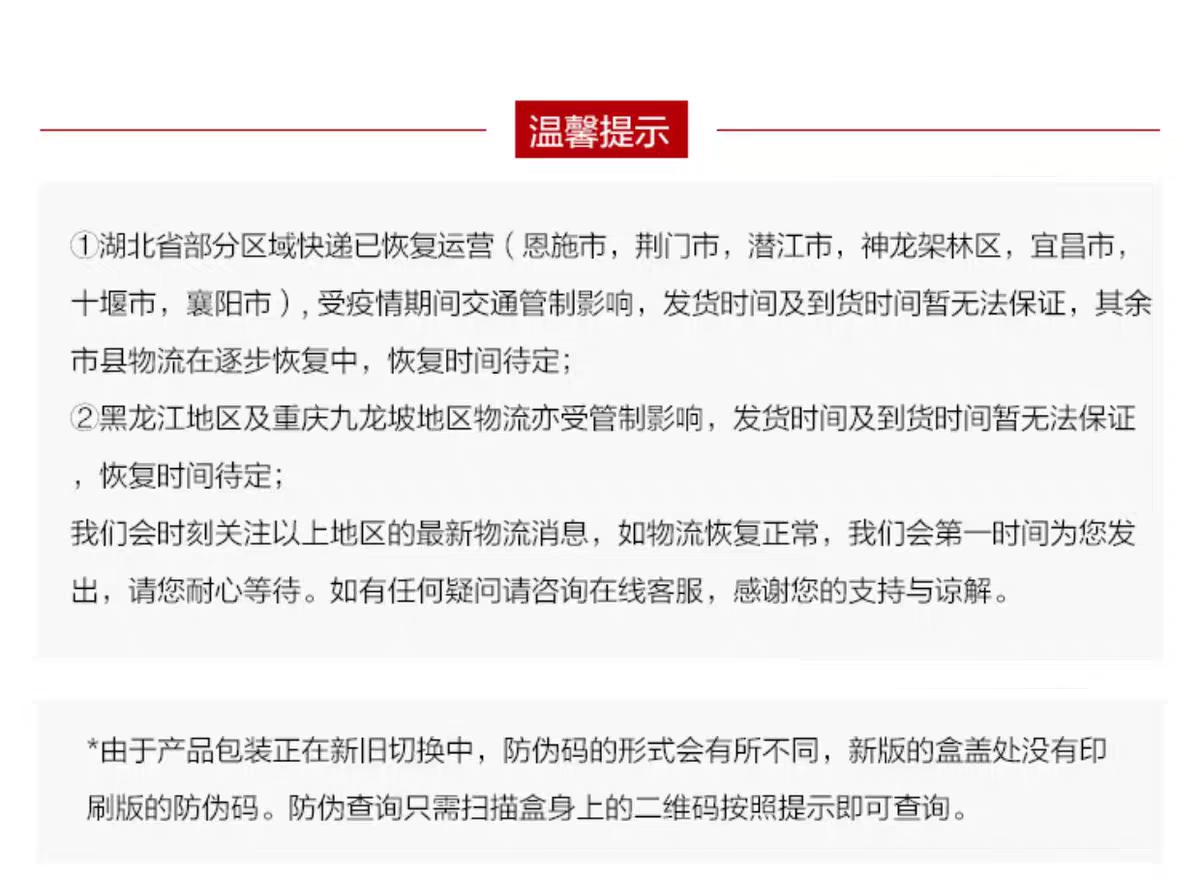 温馨提示
①湖北省部分区域快递已恢复运营（恩施市，荆门市，潜江市，神龙架林区，宜昌市，
十堰市，襄阳市），受疫情期间交通管制影响，发货时间及到货时间暂无法保证，其余
市县物流在逐步恢复中，恢复时间待定；
②黑龙江地区及重庆九龙坡地区物流亦受管制影响，发货时间及到货时间暂无法保证
，恢复时间待定；
我们会时刻关注以上地区的最新物流消息，如物流恢复正常，我们会第一时间为您发
出，请您耐心等待。如有任何疑问请咨询在线客服，感谢您的支持与谅解。
*由于产品包装正在新旧切换中，防伪码的形式会有所不同，新版的盒盖处没有印
刷版的防伪码。防伪查询只需扫描盒身上的二维码按照提示即可查询。